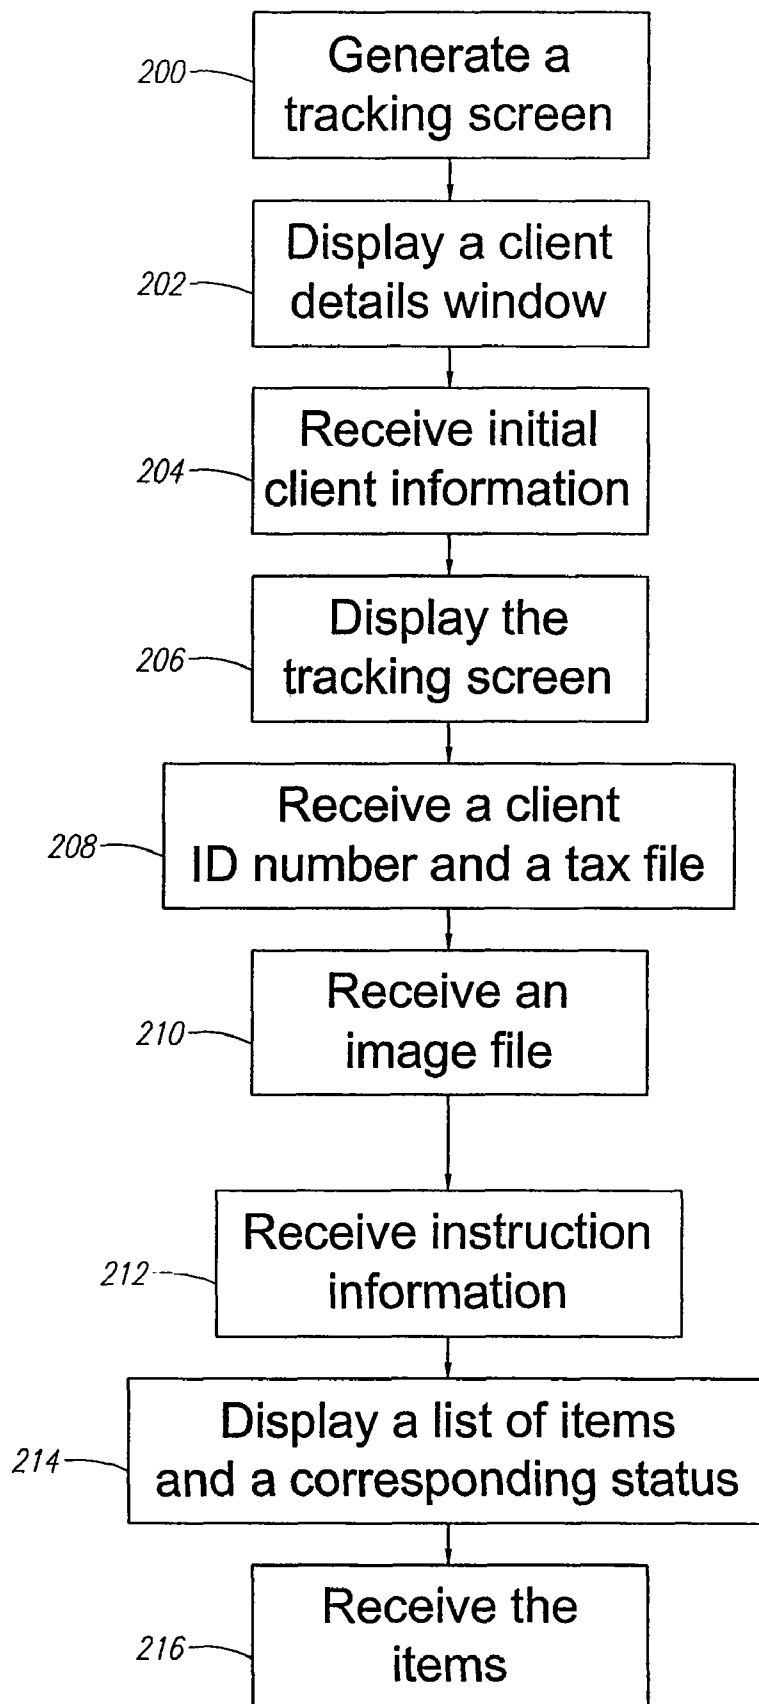 200
Generate a
tracking screen
202
Display a client
details window
204
Receive initial
client information
206
Display the
tracking screen
208
Receive a client
ID number and a tax file
210
Receive an
image file
212
Receive instruction
information
214
Display a list of items
and a corresponding status
216
Receive the
items